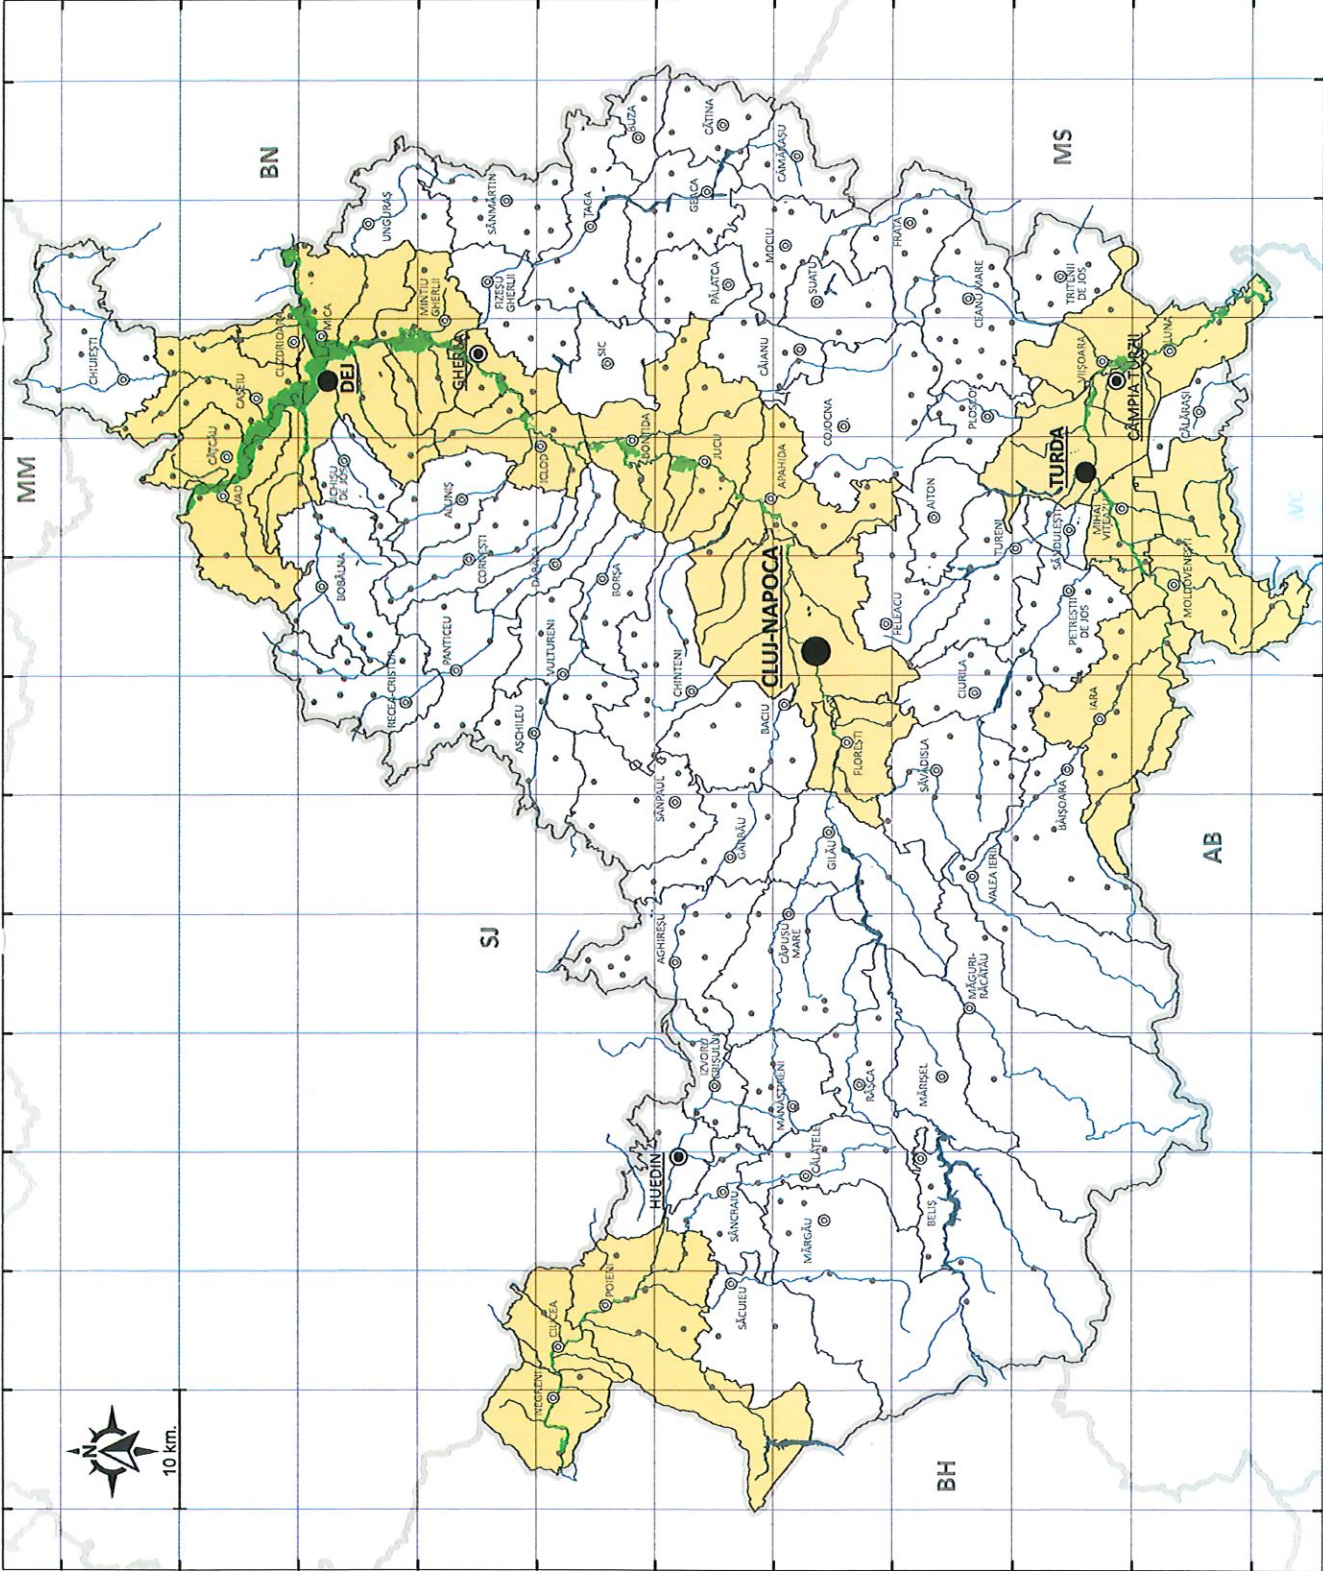 MM
BN
CHIUIEȘTI
N
10 km.
CĂȘEIU
CUZDRIOARA
CÂȚCĂU
VAD
MICA
DEJ
UNGURAȘ
BOBÂLNA
JICHIȘU
DE JOS
MINTIU
GHERLII
GHERLA
SÂNMĂRTIN
FIZEȘU
GHERLII
RECEA-CRISTUR
PANTICEU
CORNEȘTI
ALUNIȘ
SJ
AȘCHILEU
VULTURENI
DĂBÂCA
ICLOD
ȚAGA
NEGRENI
CIUCEA
POIENI
BORȘA
SIC
BUZA
BONȚIDA
HUEDIN
AGHIREȘU
SÂNPAUL
CHINTENI
JUCU
GEACA
CĂTINA
IZVORU
CRIȘULUI
GÂRBĂU
PĂLATCA
SÂNCRAIU
SĂCUIEU
BACIU
CLUJ-NAPOCA
APAHIDA
CĂIANU
MOCIU
CĂMĂRAȘU
MĂNĂSTIRENI
CĂPUȘU
MARE
CĂLĂȚELE
MĂRGĂU
GILĂU
FLOREȘTI
COJOCNA
SUATU
RÂȘCA
FELEACU
FRATA
BELIȘ
MĂRIȘEL
SĂVĂDISLA
AITON
BH
MĂGURI-
RĂCĂTĂU
VALEA IERII
CIURILA
TURENI
PLOSCOȘ
CEANU MARE
BĂIȘOARA
PETREȘTII
DE JOS
SĂNDULEȘTI
TURDA
TRITENII
DE JOS
MS
IARA
MIHAI
VITEAZU
VIIȘOARA
CÂMPIA TURZII
MOLDOVENEȘTI
LUNA
CĂLĂRAȘI
AB